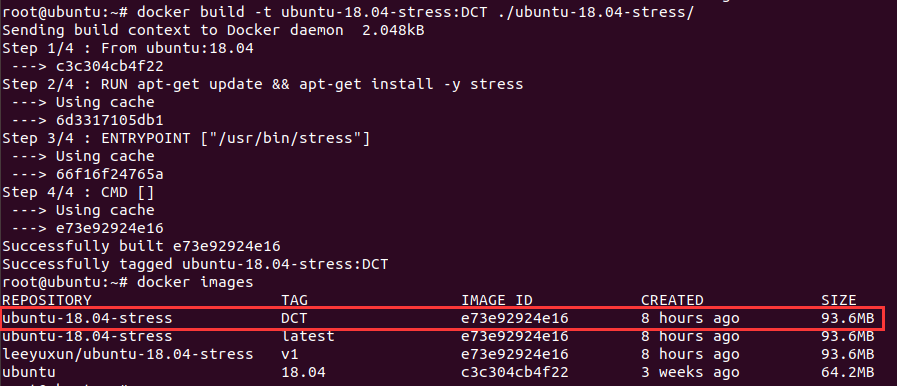 root@ubuntu:~# docker build -t ubuntu-18.04-stress:DCT ./ubuntu-18.04-stress/
Sending build context to Docker daemon  2.048kB
Step 1/4 : From ubuntu:18.04
 ---> c3c304cb4f22
Step 2/4 : RUN apt-get update && apt-get install -y stress
 ---> Using cache
 ---> 6d3317105db1
Step 3/4 : ENTRYPOINT ["/usr/bin/stress"]
 ---> Using cache
 ---> 66f16f24765a
Step 4/4 : CMD []
 ---> Using cache
 ---> e73e92924e16
Successfully built e73e92924e16
Successfully tagged ubuntu-18.04-stress:DCT
root@ubuntu:~# docker images
REPOSITORY TAG IMAGE ID CREATED SIZE
ubuntu-18.04-stress DCT e73e92924e16 8 hours ago 93.6MB
ubuntu-18.04-stress latest e73e92924e16 8 hours ago 93.6MB
leeyuxun/ubuntu-18.04-stress v1 e73e92924e16 8 hours ago 93.6MB
ubuntu 18.04 c3c304cb4f22 3 weeks ago 64.2MB